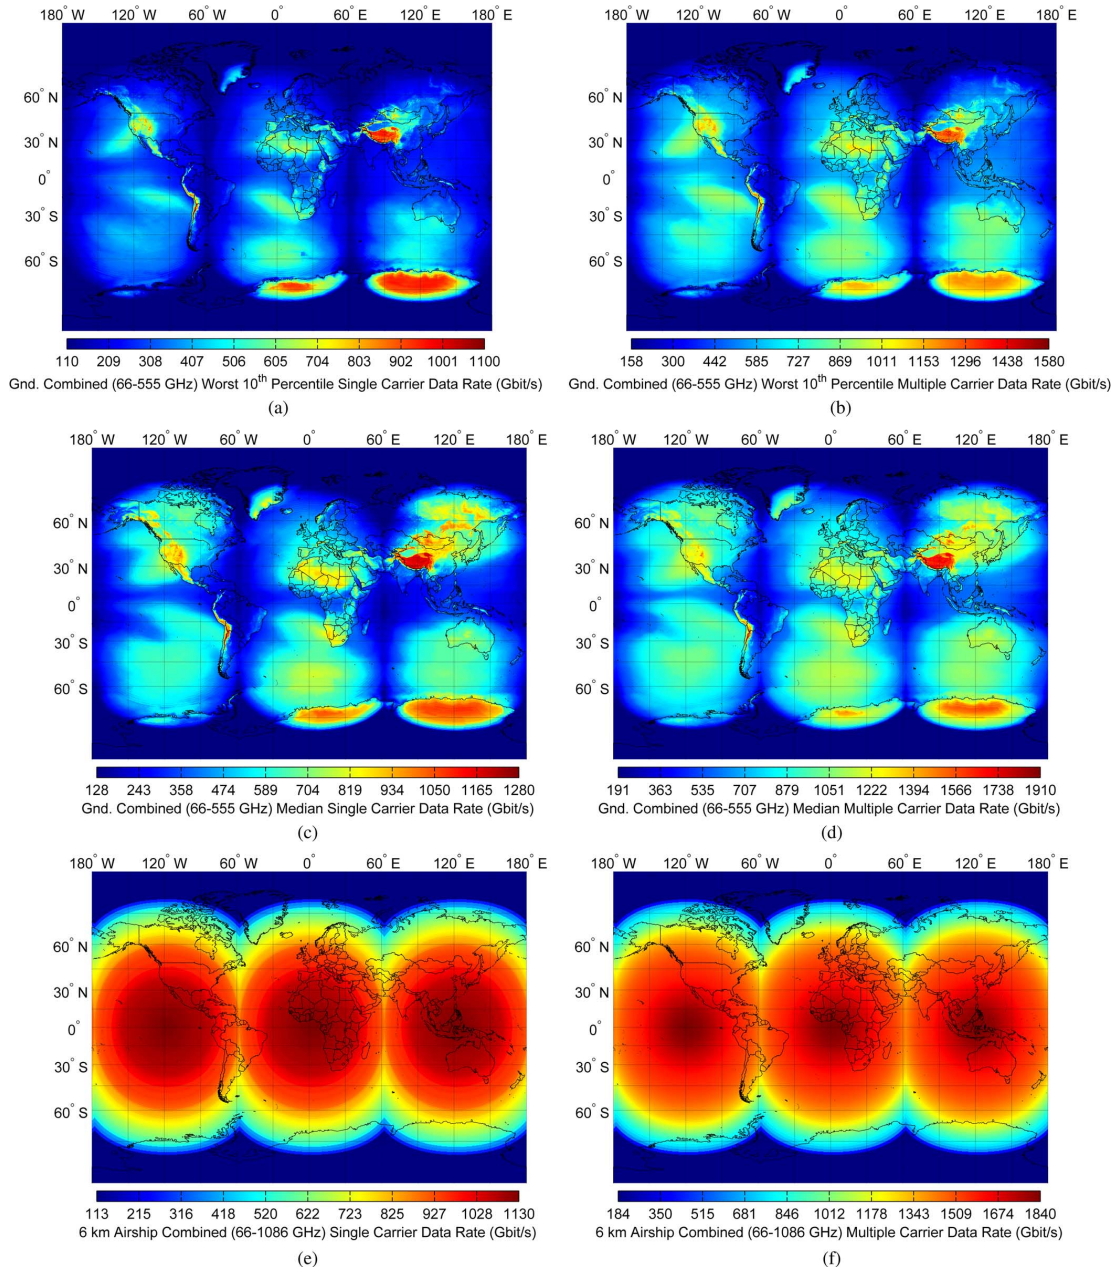 180° W 120° W 60° W 0° 60° E 120° E 180° E
60° N
30° N
0°
30° S
60° S
110 209 308 407 506 605 704 803 902 1001 1100
Gnd. Combined (66-555 GHz) Worst 10th Percentile Single Carrier Data Rate (Gbit/s)
(a)
180° W 120° W 60° W 0° 60° E 120° E 180° E
60° N
30° N
0°
30° S
60° S
158 300 442 585 727 869 1011 1153 1296 1438 1580
Gnd. Combined (66-555 GHz) Worst 10th Percentile Multiple Carrier Data Rate (Gbit/s)
(b)
180° W 120° W 60° W 0° 60° E 120° E 180° E
60° N
30° N
0°
30° S
60° S
128 243 358 474 589 704 819 934 1050 1165 1280
Gnd. Combined (66-555 GHz) Median Single Carrier Data Rate (Gbit/s)
(c)
180° W 120° W 60° W 0° 60° E 120° E 180° E
60° N
30° N
0°
30° S
60° S
191 363 535 707 879 1051 1222 1394 1566 1738 1910
Gnd. Combined (66-555 GHz) Median Multiple Carrier Data Rate (Gbit/s)
(d)
180° W 120° W 60° W 0° 60° E 120° E 180° E
60° N
30° N
0°
30° S
60° S
113 215 316 418 520 622 723 825 927 1028 1130
6 km Airship Combined (66-1086 GHz) Single Carrier Data Rate (Gbit/s)
(e)
180° W 120° W 60° W 0° 60° E 120° E 180° E
60° N
30° N
0°
30° S
60° S
184 350 515 681 846 1012 1178 1343 1509 1674 1840
6 km Airship Combined (66-1086 GHz) Multiple Carrier Data Rate (Gbit/s)
(f)